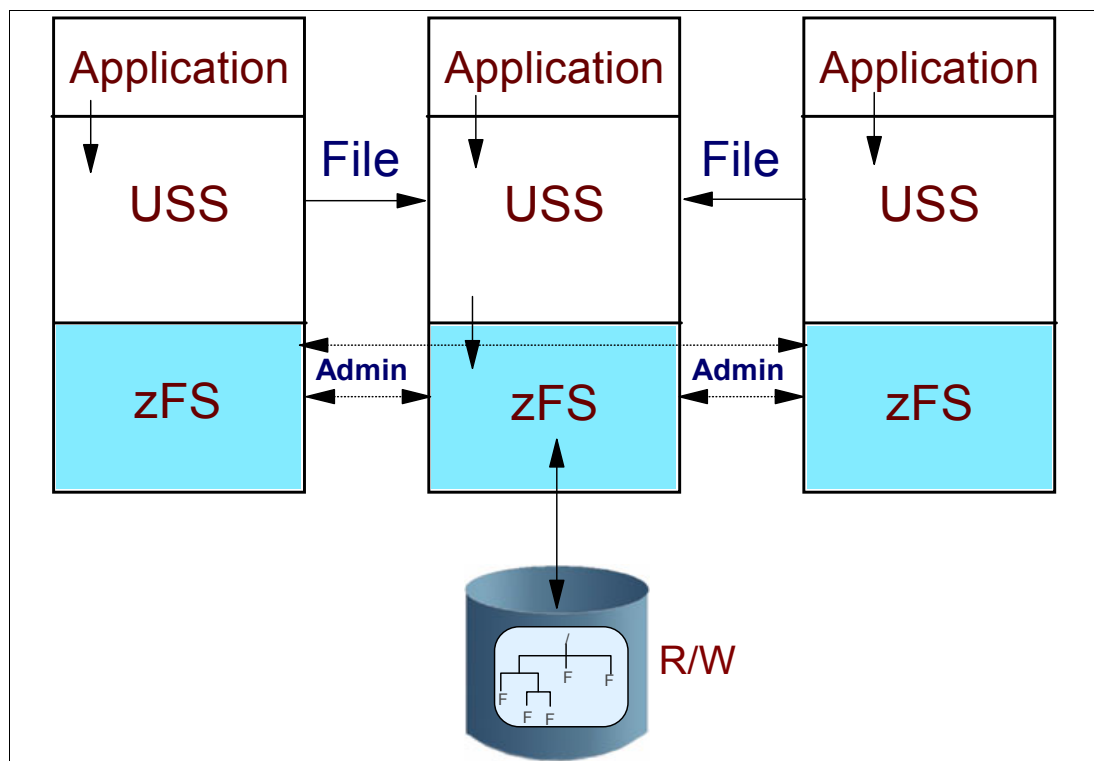 Application
Application
Application
File
File
USS
USS
USS
Admin
Admin
zFS
zFS
zFS
/
F
F
F
F
F
R/W